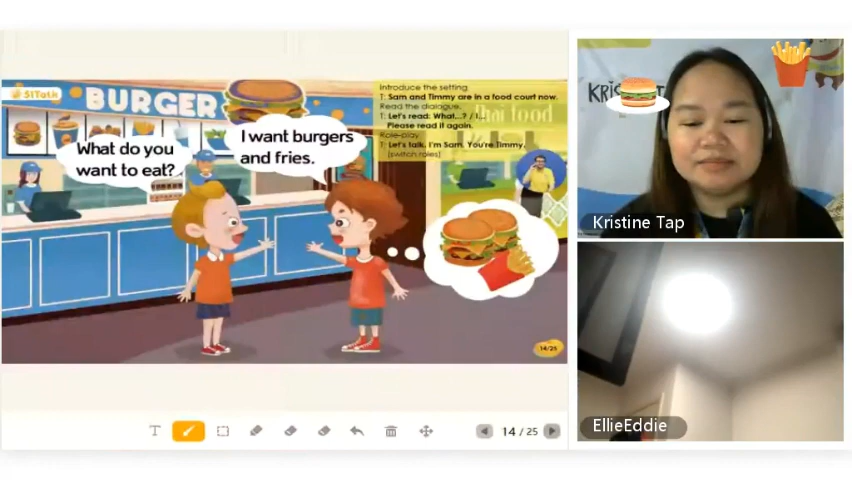 51Talk
BURGER
What do you
want to eat?
I want burgers
and fries.
Introduce the setting
T: Sam and Timmy are in a food court now.
Read the dialogue.
T: Let's read: What...? / I...
Please read it again.
Role-play
T: Let's talk. I'm Sam. You're Timmy.
(switch roles)
Thai food
14/25
T
14 / 25
Kristine Tap
EllieEddie